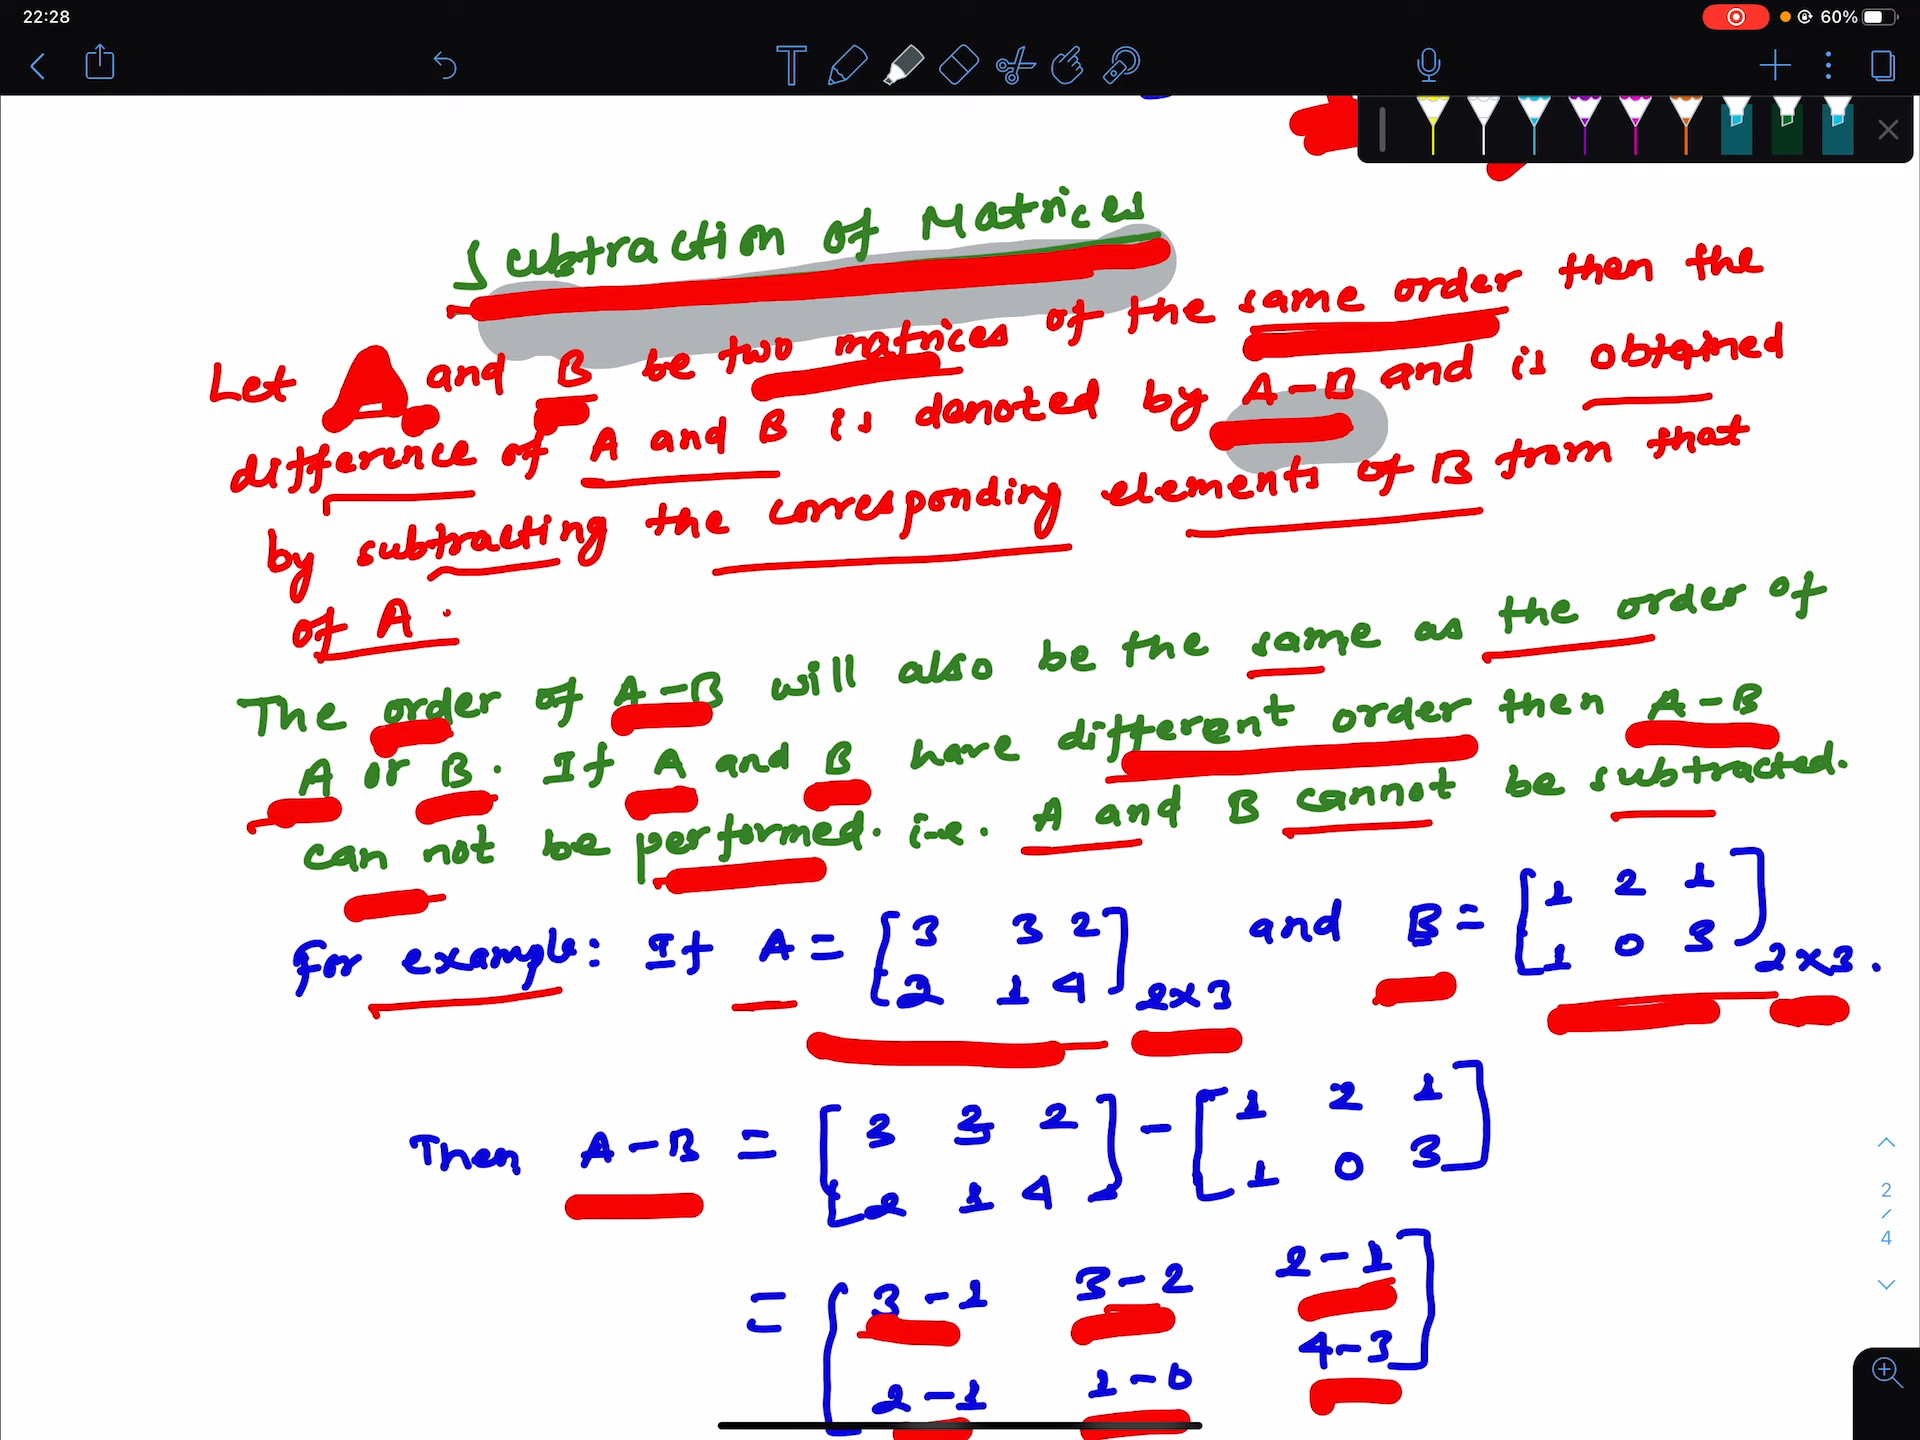 22:28
60%
Subtraction of Matrices
Let A and B be two matrices of the same order then the
difference of A and B is denoted by A-B and is obtained
by subtracting the corresponding elements of B from that
of A.
The order of A-B will also be the same as the order of
A or B. If A and B have different order then A-B
can not be performed. i.e. A and B cannot be subtracted.
For example: If A = [3 3 2 and B = [1 2 1
2 1 4] 2x3 1 0 3] 2x3.
Then A-B = [3 3 2 - [1 2 1
2 1 4] 1 0 3]
= [3-1 3-2 2-1
2-1 1-0 4-3]
2
/
4